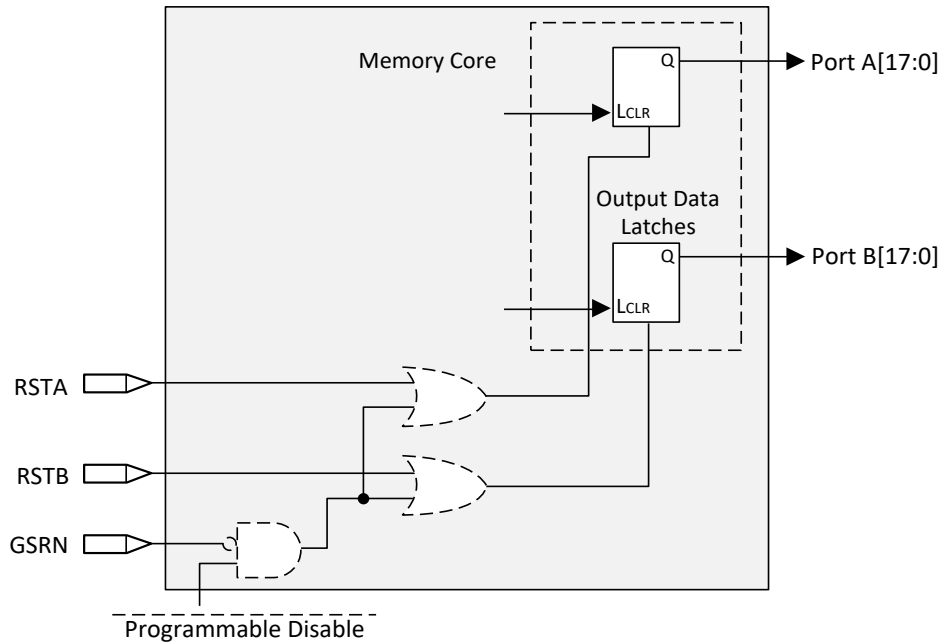 Memory Core
Q
Port A[17:0]
LCLR
Output Data
Latches
Q
Port B[17:0]
LCLR
RSTA
RSTB
GSRN
Programmable Disable